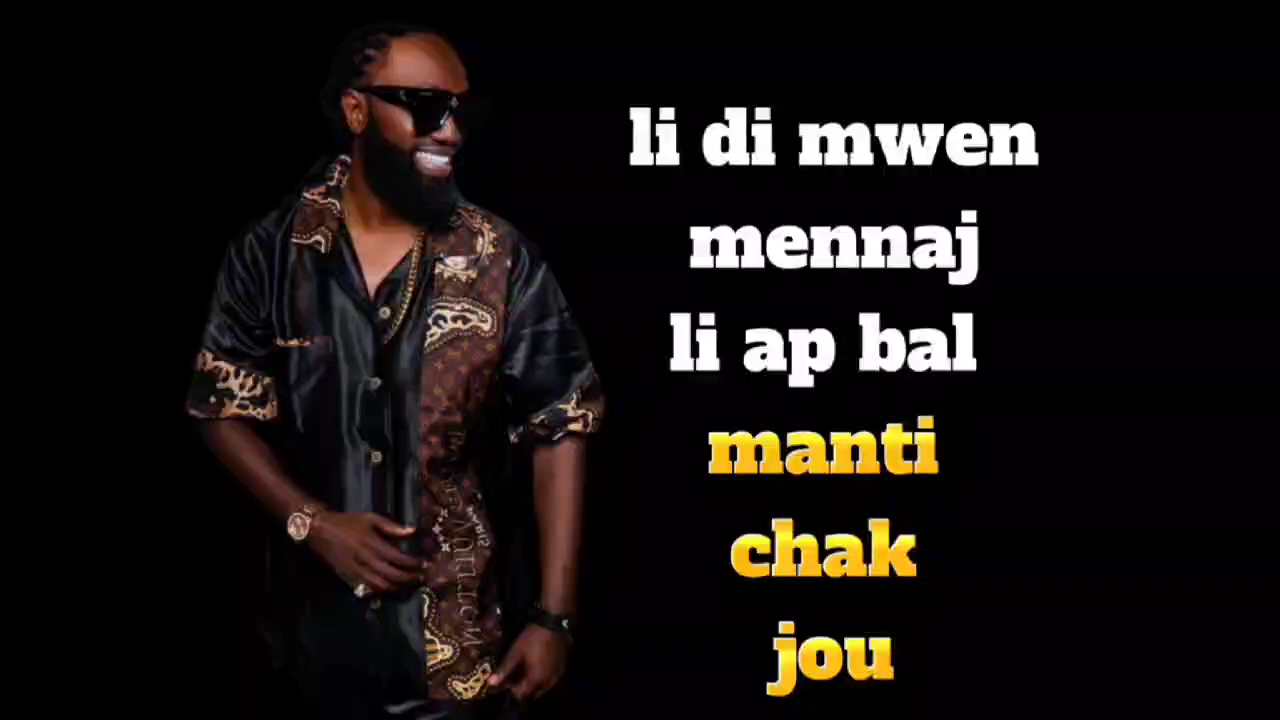 li di mwen
mennaj
li ap bal
manti
chak
jou